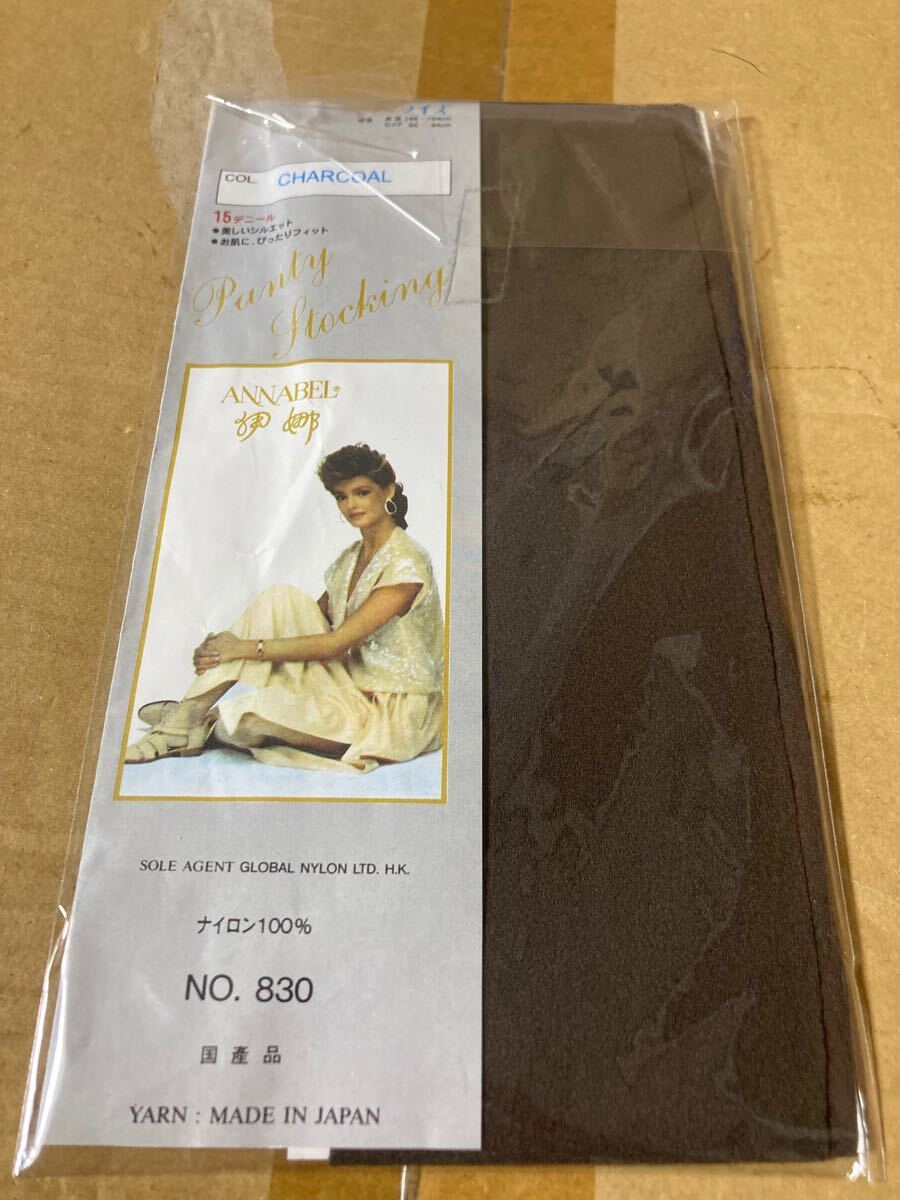 COL. CHARCOAL
15デニール
●美しいシルエット
●お肌に、ぴったりフィット
Panty
Stocking
ANNABEL®
伊娜
SOLE AGENT GLOBAL NYLON LTD. H.K.
ナイロン100%
NO. 830
国産品
YARN : MADE IN JAPAN